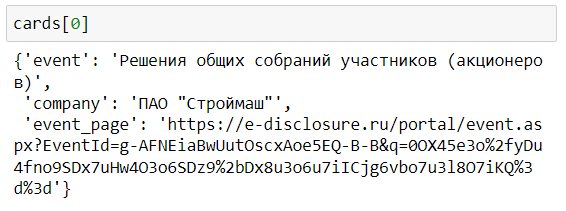 cards[0]
{'event': 'Решения общих собраний участников (акционеро
в)',
 'company': 'ПАО "Строймаш"',
 'event_page': 'https://e-disclosure.ru/portal/event.as
px?EventId=g-AFNEiaBwUutOscxAoe5EQ-B-B&q=0OX45e3o%2fyDu
4fno9SDx7uHw4O3o6SDz9%2bDx8u3o6u7iICjg6vbo7u3l8O7iKQ%3
d%3d'}